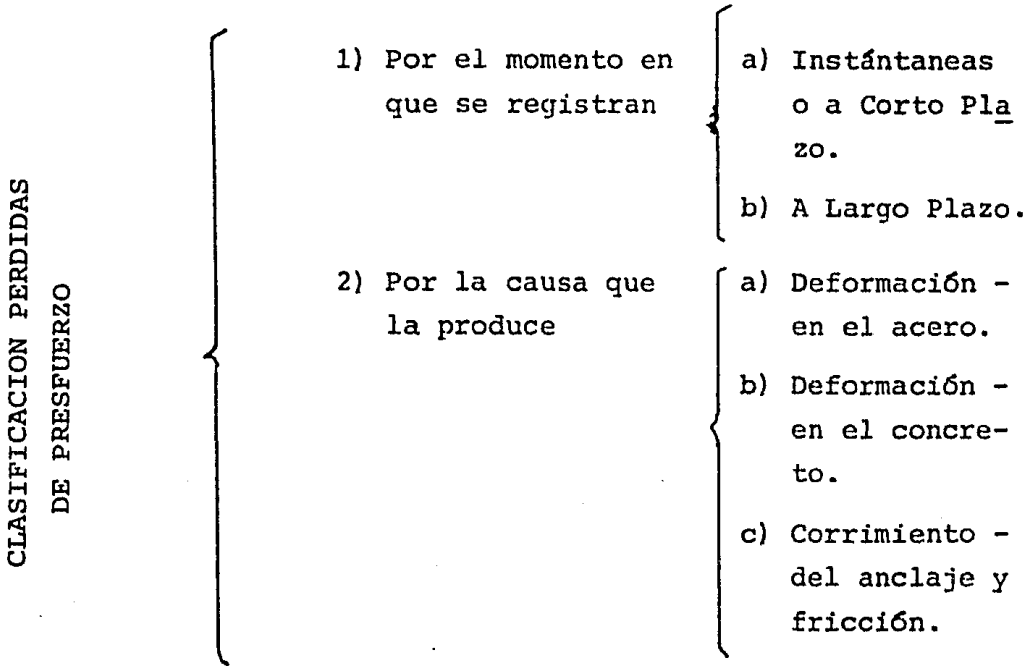 CLASIFICACION PERDIDAS
DE PRESFUERZO
1) Por el momento en
que se registran
a) Instántaneas
o a Corto Pla
zo.
b) A Largo Plazo.
2) Por la causa que
la produce
a) Deformación -
en el acero.
b) Deformación -
en el concre-
to.
c) Corrimiento -
del anclaje y
fricción.